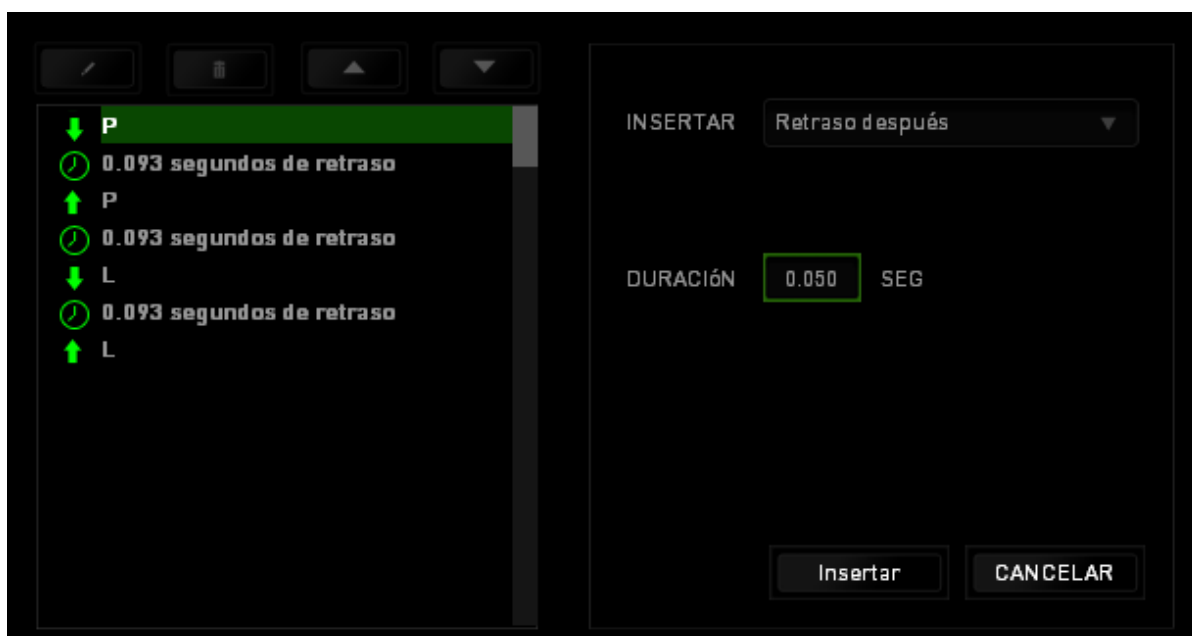 P
0.093 segundos de retraso
P
0.093 segundos de retraso
L
0.093 segundos de retraso
L
INSERTAR Retraso después
DURACIóN 0.050 SEG
Insertar CANCELAR